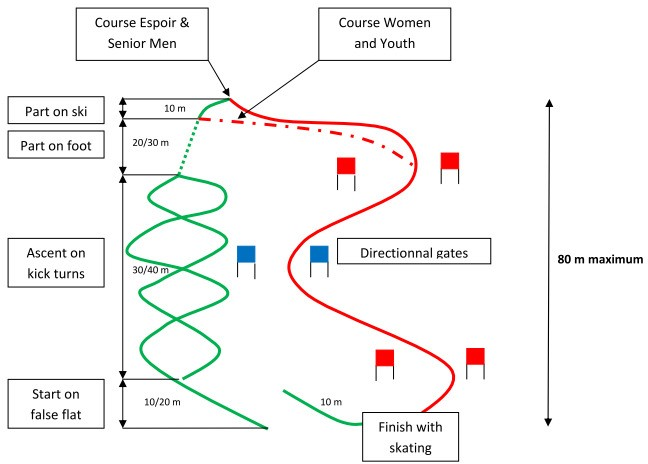 Course Espoir &
Senior Men
Course Women
and Youth
Part on ski
10 m
Part on foot
20/30 m
Ascent on
kick turns
30/40 m
Directionnal gates
80 m maximum
Start on
false flat
10/20 m
10 m
Finish with
skating